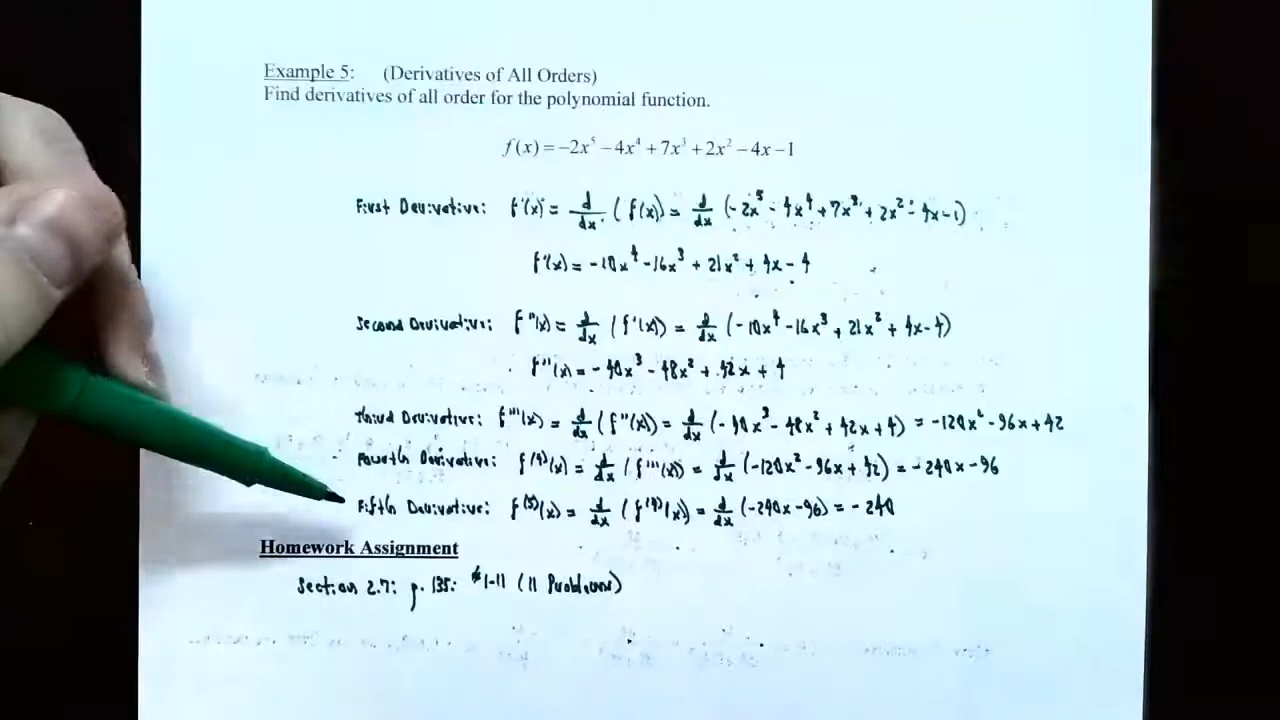 Example 5: (Derivatives of All Orders)
Find derivatives of all order for the polynomial function.
f(x) = −2x⁵ − 4x⁴ + 7x³ + 2x² − 4x − 1
First Derivative: f'(x) = d/dx (f(x)) = d/dx (-2x⁵ - 4x⁴ + 7x³ + 2x² - 4x - 1)
f'(x) = -10x⁴ - 16x³ + 21x² + 4x - 4
Second Derivative: f''(x) = d/dx (f'(x)) = d/dx (-10x⁴ - 16x³ + 21x² + 4x - 4)
f''(x) = - 40x³ - 48x² + 42x + 4
Third Derivative: f'''(x) = d/dx (f''(x)) = d/dx (-40x³ - 48x² + 42x + 4) = -120x² - 96x + 42
Fourth Derivative: f⁽⁴⁾(x) = d/dx (f'''(x)) = d/dx (-120x² - 96x + 42) = -240x - 96
Fifth Derivative: f⁽⁵⁾(x) = d/dx (f⁽⁴⁾(x)) = d/dx (-240x - 96) = - 240
Homework Assignment
Section 2.7: p. 135: #1-11 (11 Problems)